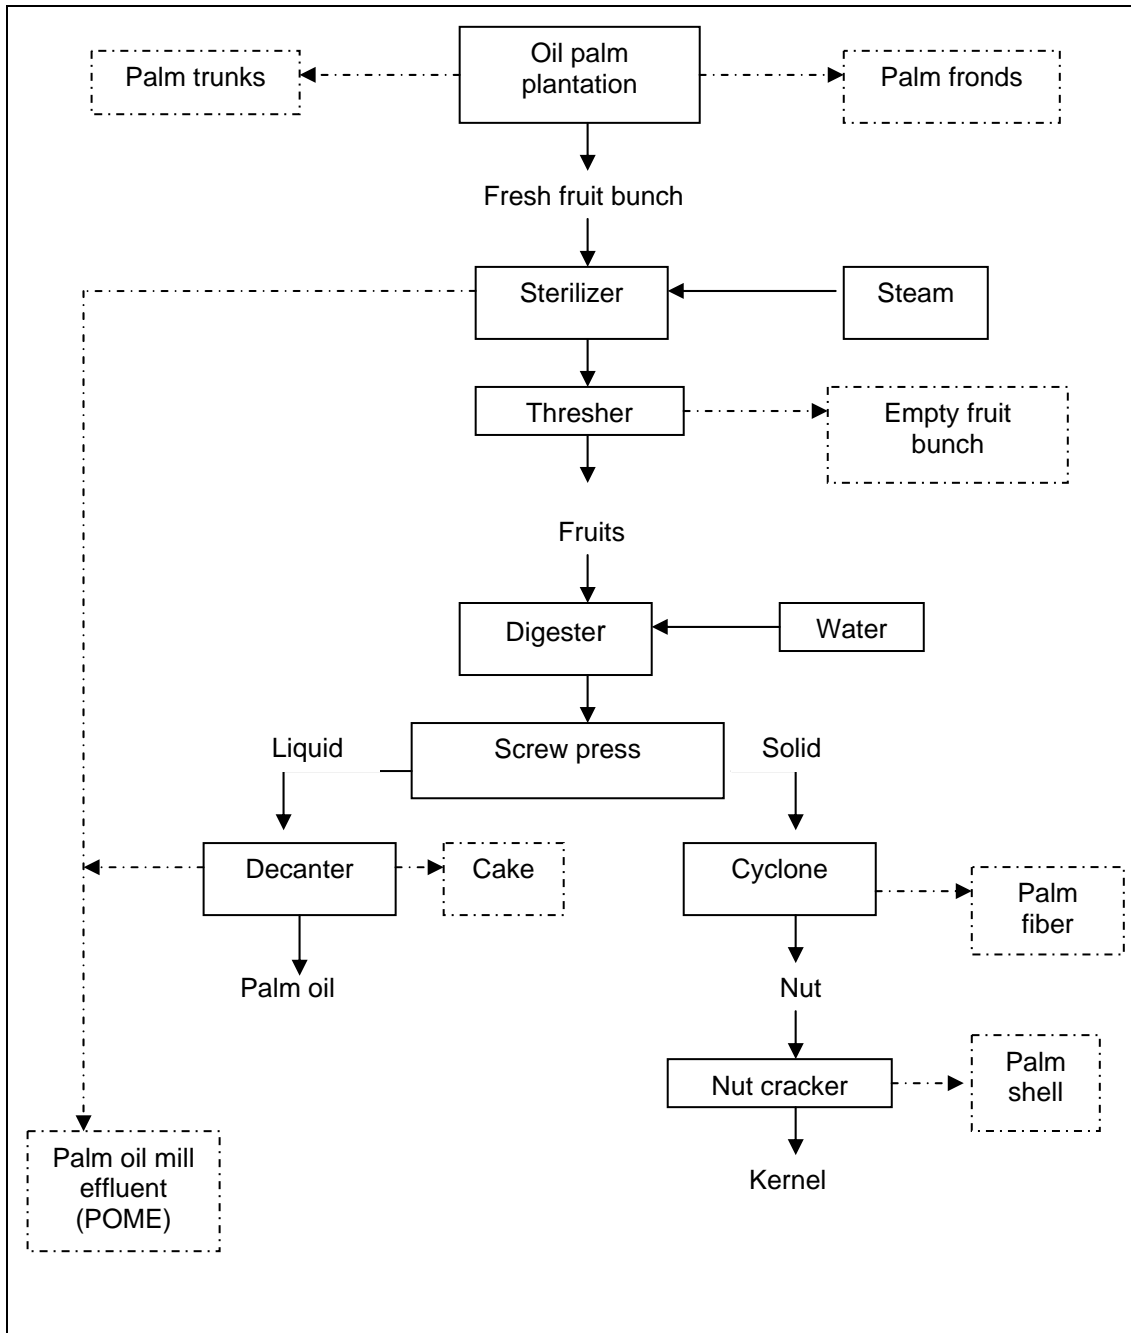 Oil palm
plantation
Palm trunks
Palm fronds
Fresh fruit bunch
Sterilizer
Steam
Thresher
Empty fruit
bunch
Fruits
Digester
Water
Liquid
Screw press
Solid
Decanter
Cake
Cyclone
Palm
fiber
Palm oil
Nut
Nut cracker
Palm
shell
Palm oil mill
effluent
(POME)
Kernel